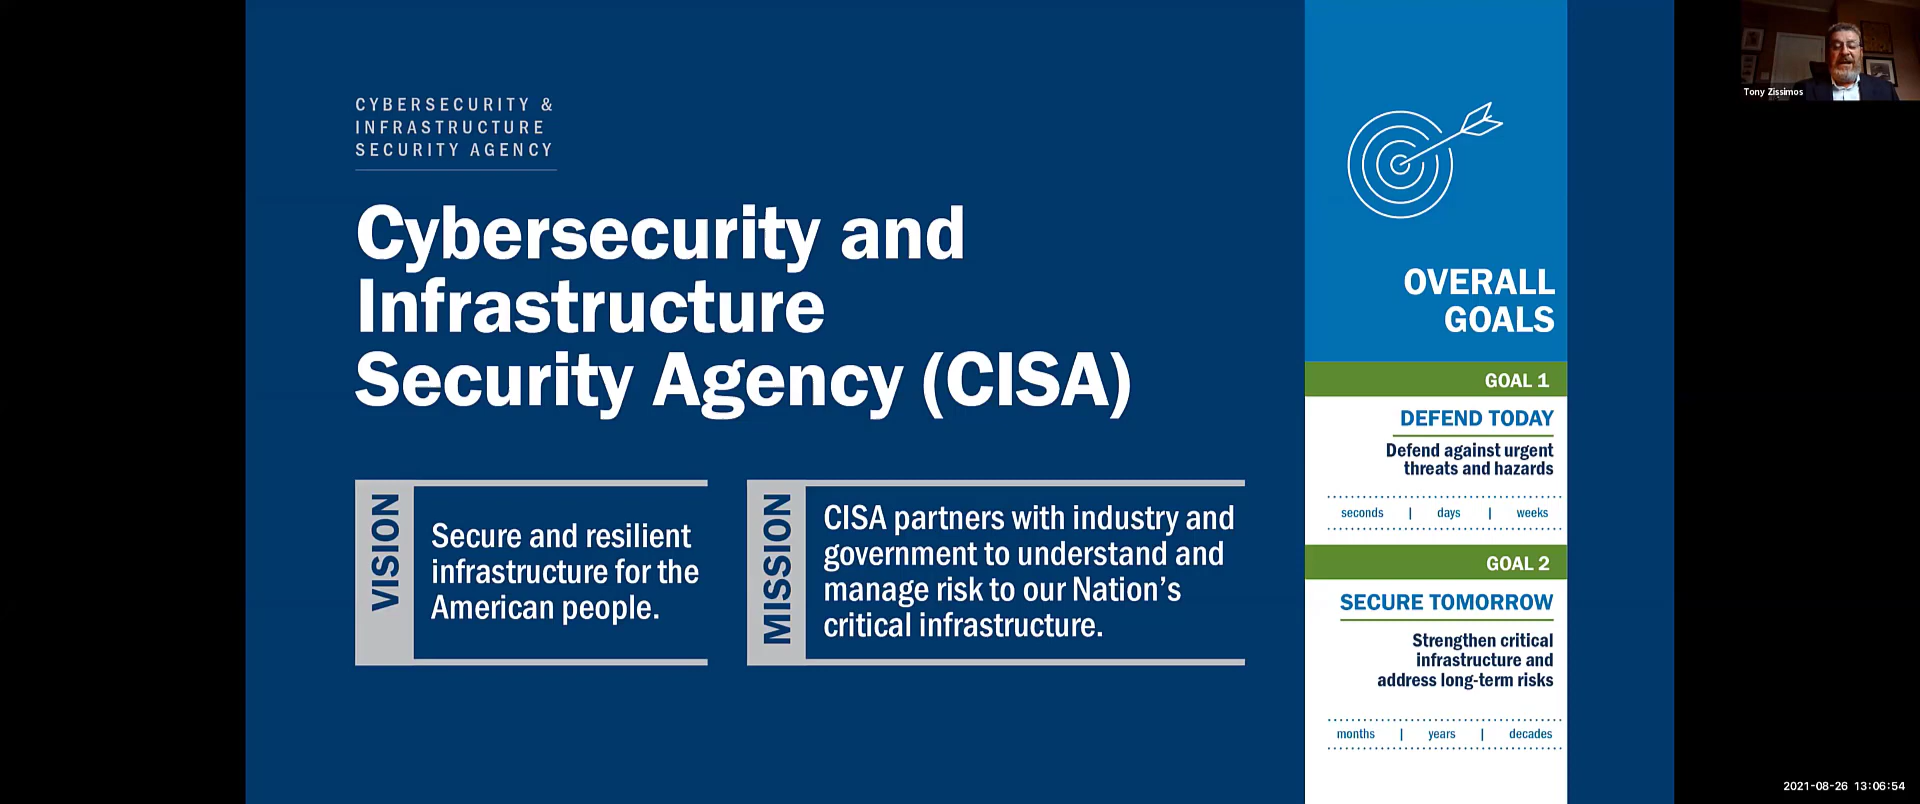 CYBERSECURITY &
INFRASTRUCTURE
SECURITY AGENCY
Cybersecurity and
Infrastructure
Security Agency (CISA)
VISION
Secure and resilient
infrastructure for the
American people.
MISSION
CISA partners with industry and
government to understand and
manage risk to our Nation's
critical infrastructure.
OVERALL
GOALS
GOAL 1
DEFEND TODAY
Defend against urgent
threats and hazards
seconds | days | weeks
GOAL 2
SECURE TOMORROW
Strengthen critical
infrastructure and
address long-term risks
months | years | decades
Tony Zissimos
2021-08-26 13:06:54